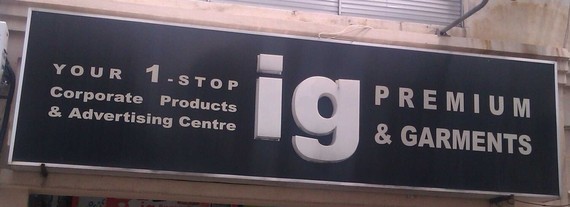 YOUR 1-STOP
Corporate Products
& Advertising Centre
ig
PREMIUM
& GARMENTS